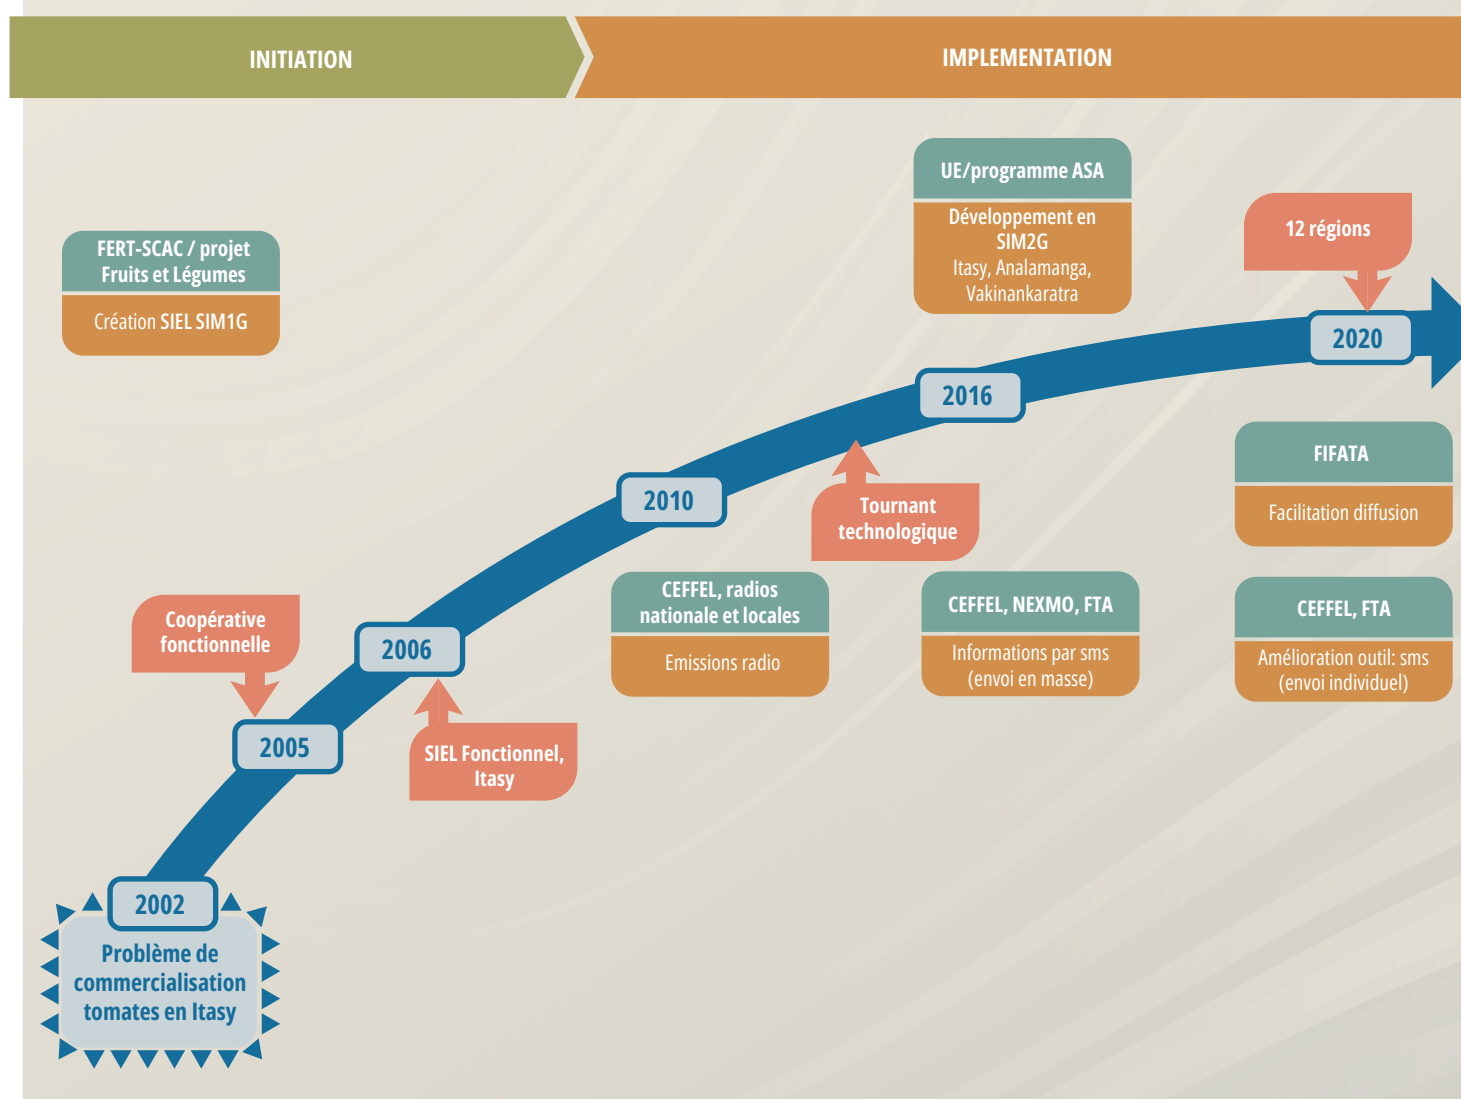 INITIATION
IMPLEMENTATION
UE/programme ASA
Développement en
SIM2G
Itasy, Analamanga,
Vakinankaratra
12 régions
FERT-SCAC / projet
Fruits et Légumes
Création SIEL SIM1G
2020
2016
FIFATA
Facilitation diffusion
2010
Tournant
technologique
CEFFEL, radios
nationale et locales
Emissions radio
CEFFEL, NEXMO, FTA
Informations par sms
(envoi en masse)
CEFFEL, FTA
Amélioration outil: sms
(envoi individuel)
Coopérative
fonctionnelle
2006
2005
SIEL Fonctionnel,
Itasy
2002
Problème de
commercialisation
tomates en Itasy